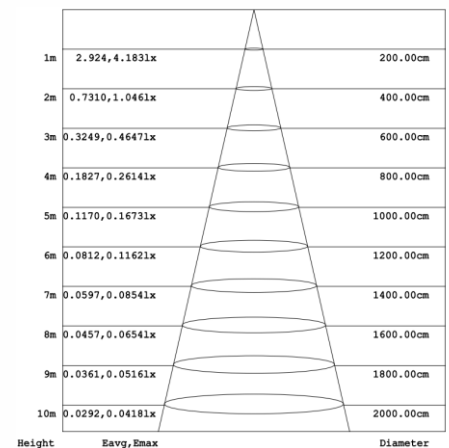 1m 2.924,4.183lx 200.00cm
2m 0.7310,1.046lx 400.00cm
3m 0.3249,0.4647lx 600.00cm
4m 0.1827,0.2614lx 800.00cm
5m 0.1170,0.1673lx 1000.00cm
6m 0.0812,0.1162lx 1200.00cm
7m 0.0597,0.0854lx 1400.00cm
8m 0.0457,0.0654lx 1600.00cm
9m 0.0361,0.0516lx 1800.00cm
10m 0.0292,0.0418lx 2000.00cm
Height Eavg,Emax Diameter